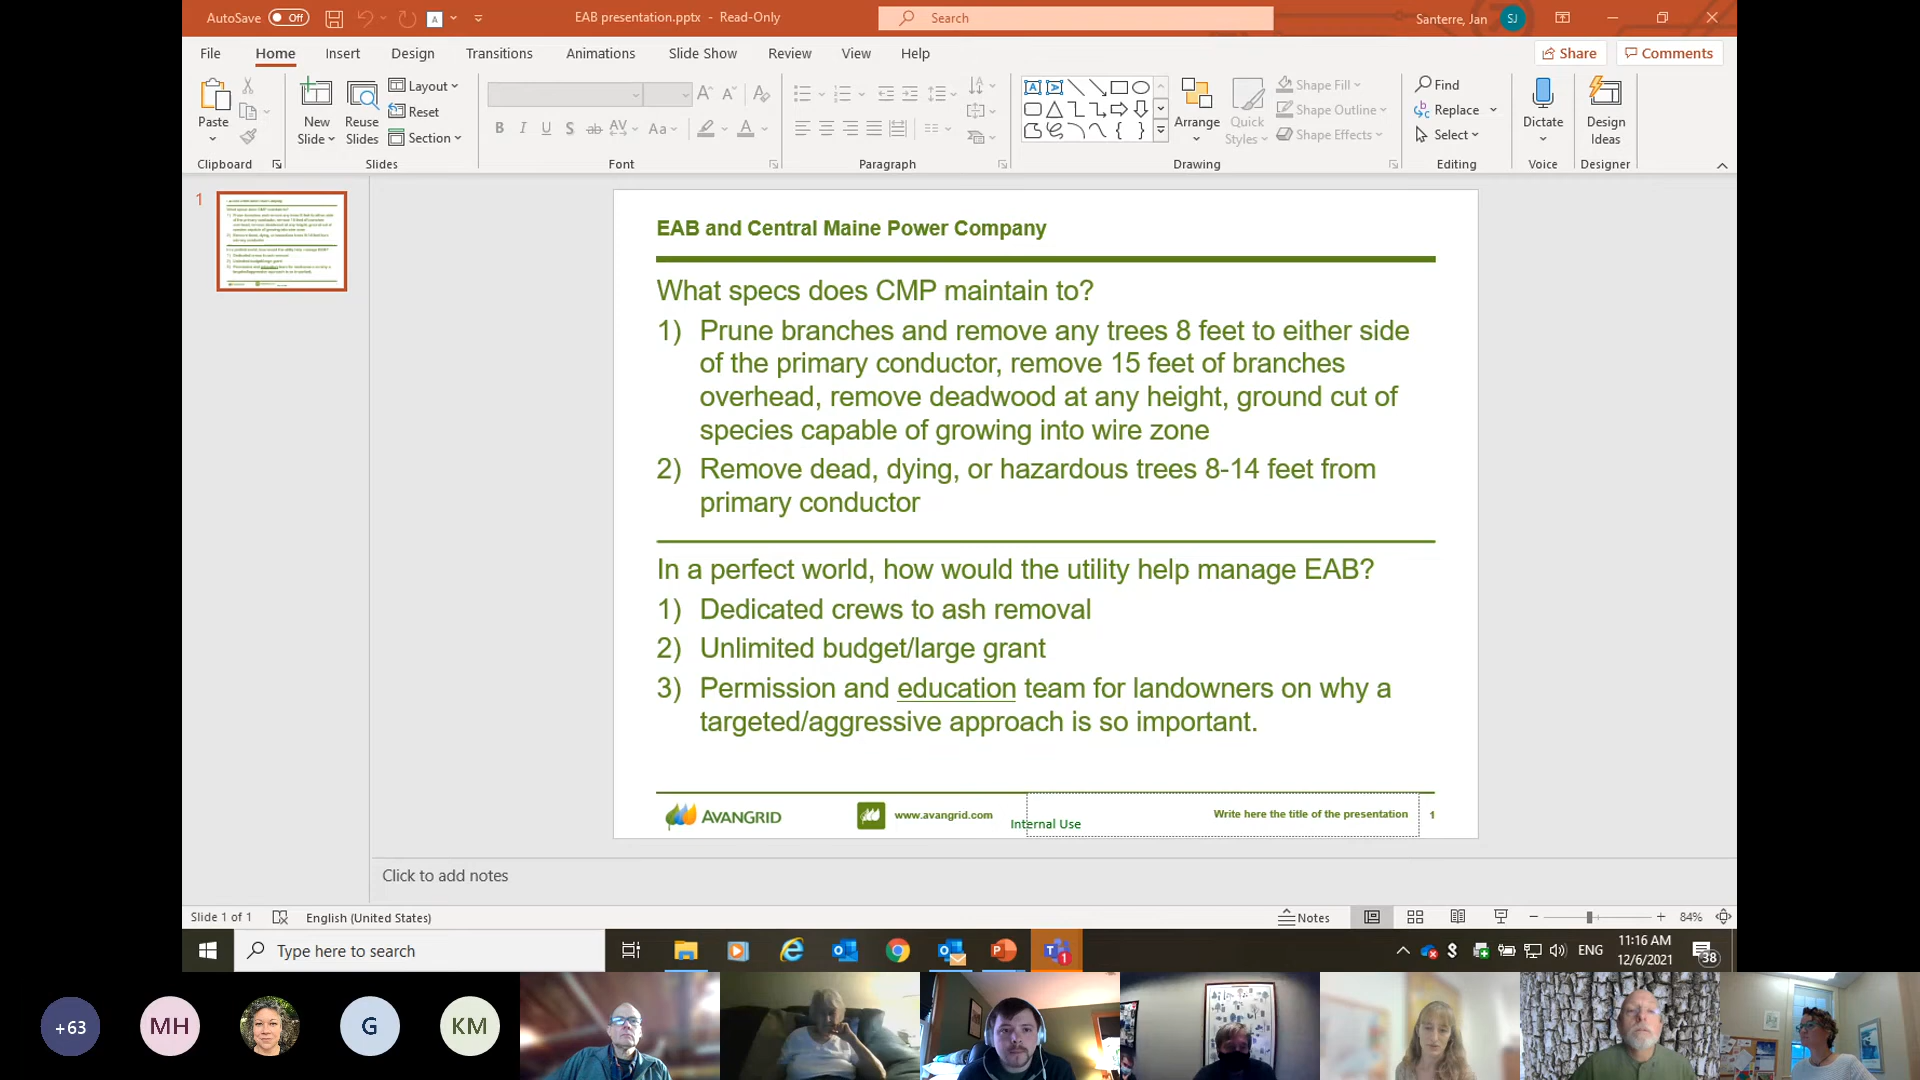 AutoSave Off
A
EAB presentation.pptx - Read-Only
Search
Santerre, Jan
SJ
File Home Insert Design Transitions Animations Slide Show Review View Help
Share
Comments
Paste
New Slide
Reuse Slides
Layout
Reset
Section
B I U S ab AV Aa A
Find
Replace
Select
Arrange
Quick Styles
Shape Fill
Shape Outline
Shape Effects
Dictate
Design Ideas
Clipboard Slides Font Paragraph Drawing Editing Voice Designer
1
EAB and Central Maine Power Company
What specs does CMP maintain to?
1) Prune branches and remove any trees 8 feet to either side
of the primary conductor, remove 15 feet of branches
overhead, remove deadwood at any height, ground cut of
species capable of growing into wire zone
2) Remove dead, dying, or hazardous trees 8-14 feet from
primary conductor
In a perfect world, how would the utility help manage EAB?
1) Dedicated crews to ash removal
2) Unlimited budget/large grant
3) Permission and education team for landowners on why a
targeted/aggressive approach is so important.
AVANGRID
www.avangrid.com
Internal Use
Write here the title of the presentation
1
Click to add notes
Slide 1 of 1
English (United States)
Notes
84%
Type here to search
ENG
11:16 AM
12/6/2021
38
+63
MH
G
KM